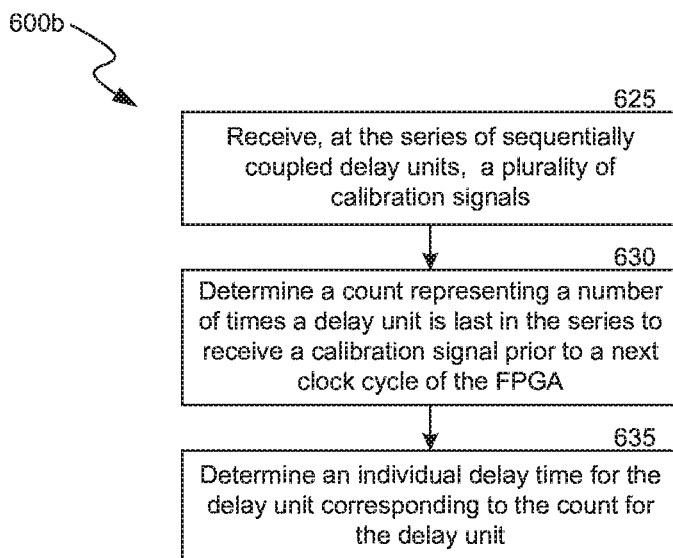 600b
625
Receive, at the series of sequentially
coupled delay units, a plurality of
calibration signals
630
Determine a count representing a number
of times a delay unit is last in the series to
receive a calibration signal prior to a next
clock cycle of the FPGA
635
Determine an individual delay time for the
delay unit corresponding to the count for
the delay unit